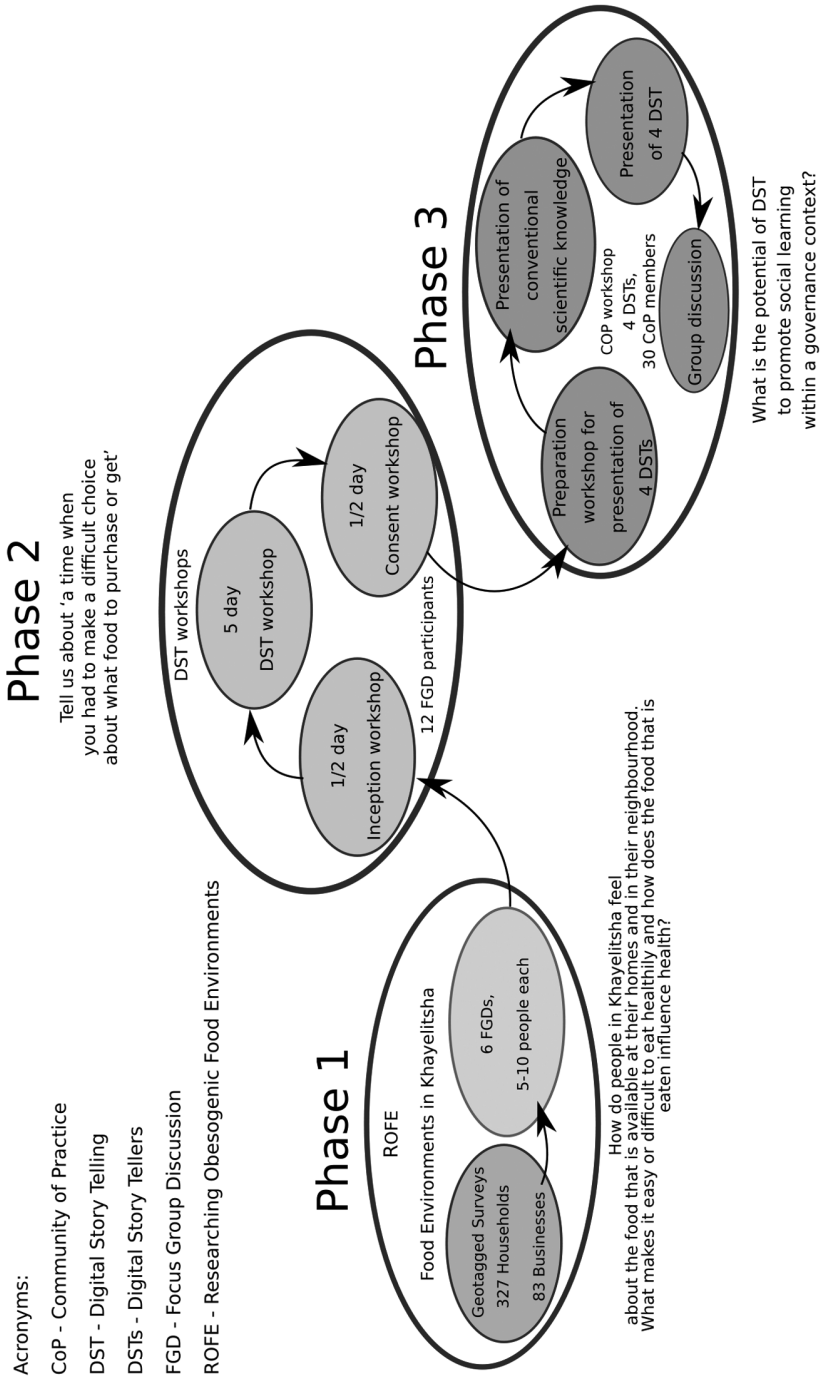 Acronyms:
CoP - Community of Practice
DST - Digital Story Telling
DSTs - Digital Story Tellers
FGD - Focus Group Discussion
ROFE - Researching Obesogenic Food Environments
Phase 1
ROFE
Food Environments in Khayelitsha
Geotagged Surveys
327 Households
83 Businesses
6 FGDs,
5-10 people each
How do people in Khayelitsha feel
about the food that is available at their homes and in their neighbourhood.
What makes it easy or difficult to eat healthily and how does the food that is
eaten influence health?
Phase 2
Tell us about ‘a time when
you had to make a difficult choice
about what food to purchase or get’
DST workshops
1/2 day
Inception workshop
5 day
DST workshop
1/2 day
Consent workshop
12 FGD participants
Phase 3
Preparation
workshop for
presentation of
4 DSTs
Presentation of
conventional
scientific knowledge
Presentation
of 4 DST
Group discussion
COP workshop
4 DSTs,
30 CoP members
What is the potential of DST
to promote social learning
within a governance context?